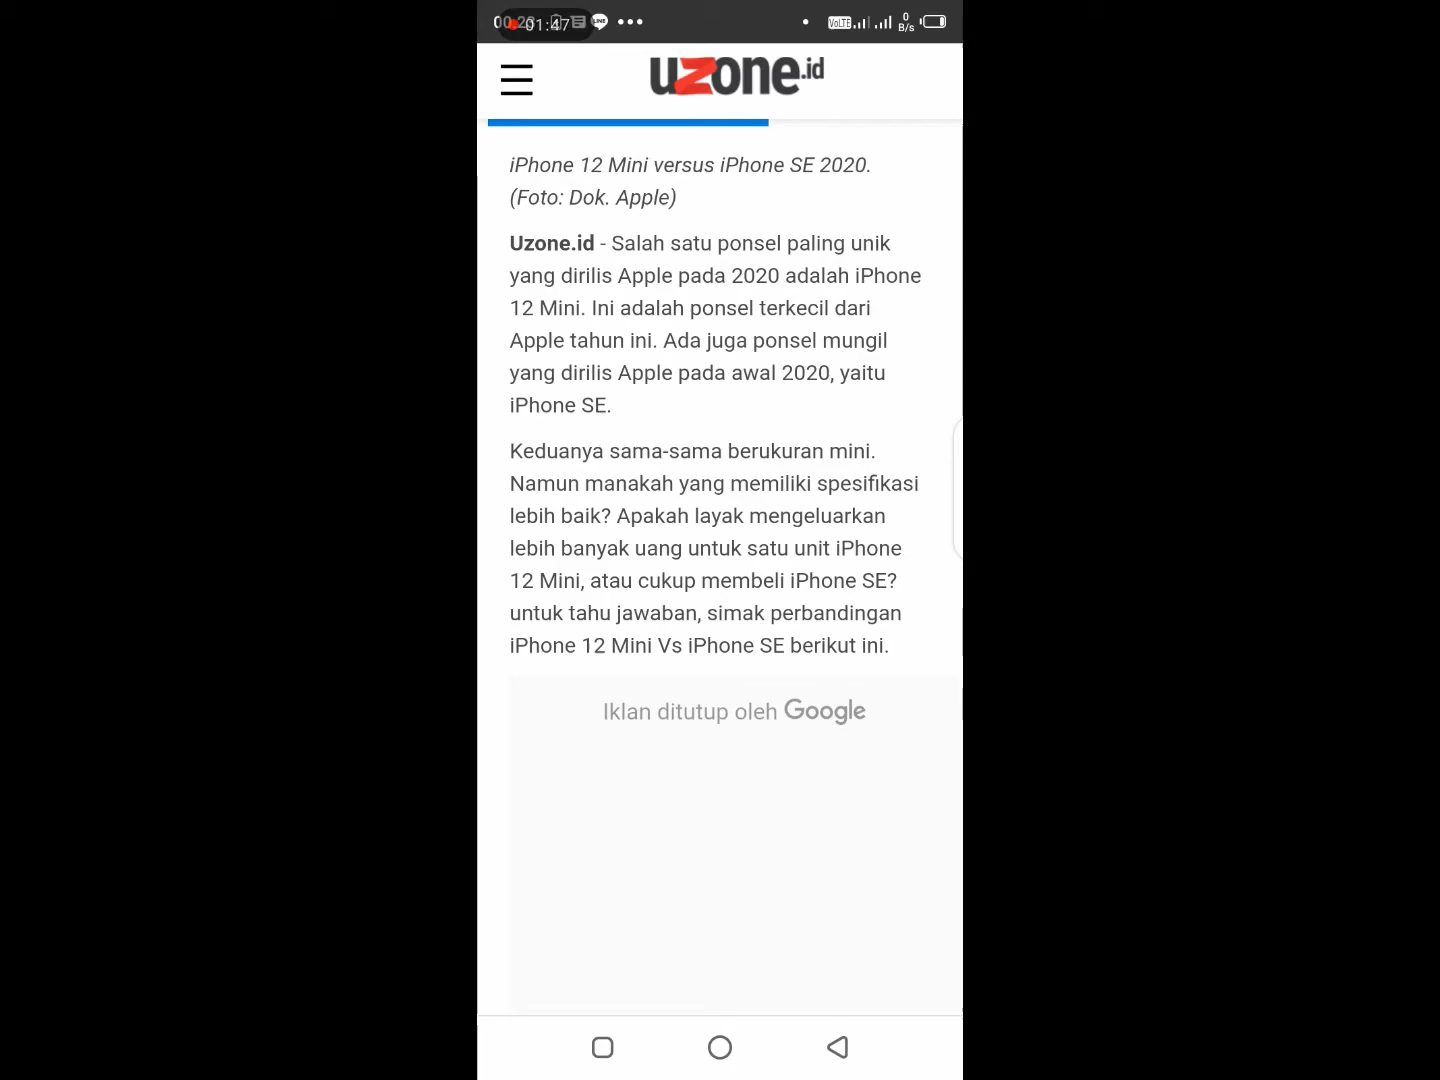 01:47
LINE
VoLTE
0
B/s
uzone.id
iPhone 12 Mini versus iPhone SE 2020.
(Foto: Dok. Apple)
Uzone.id - Salah satu ponsel paling unik
yang dirilis Apple pada 2020 adalah iPhone
12 Mini. Ini adalah ponsel terkecil dari
Apple tahun ini. Ada juga ponsel mungil
yang dirilis Apple pada awal 2020, yaitu
iPhone SE.
Keduanya sama-sama berukuran mini.
Namun manakah yang memiliki spesifikasi
lebih baik? Apakah layak mengeluarkan
lebih banyak uang untuk satu unit iPhone
12 Mini, atau cukup membeli iPhone SE?
untuk tahu jawaban, simak perbandingan
iPhone 12 Mini Vs iPhone SE berikut ini.
Iklan ditutup oleh Google